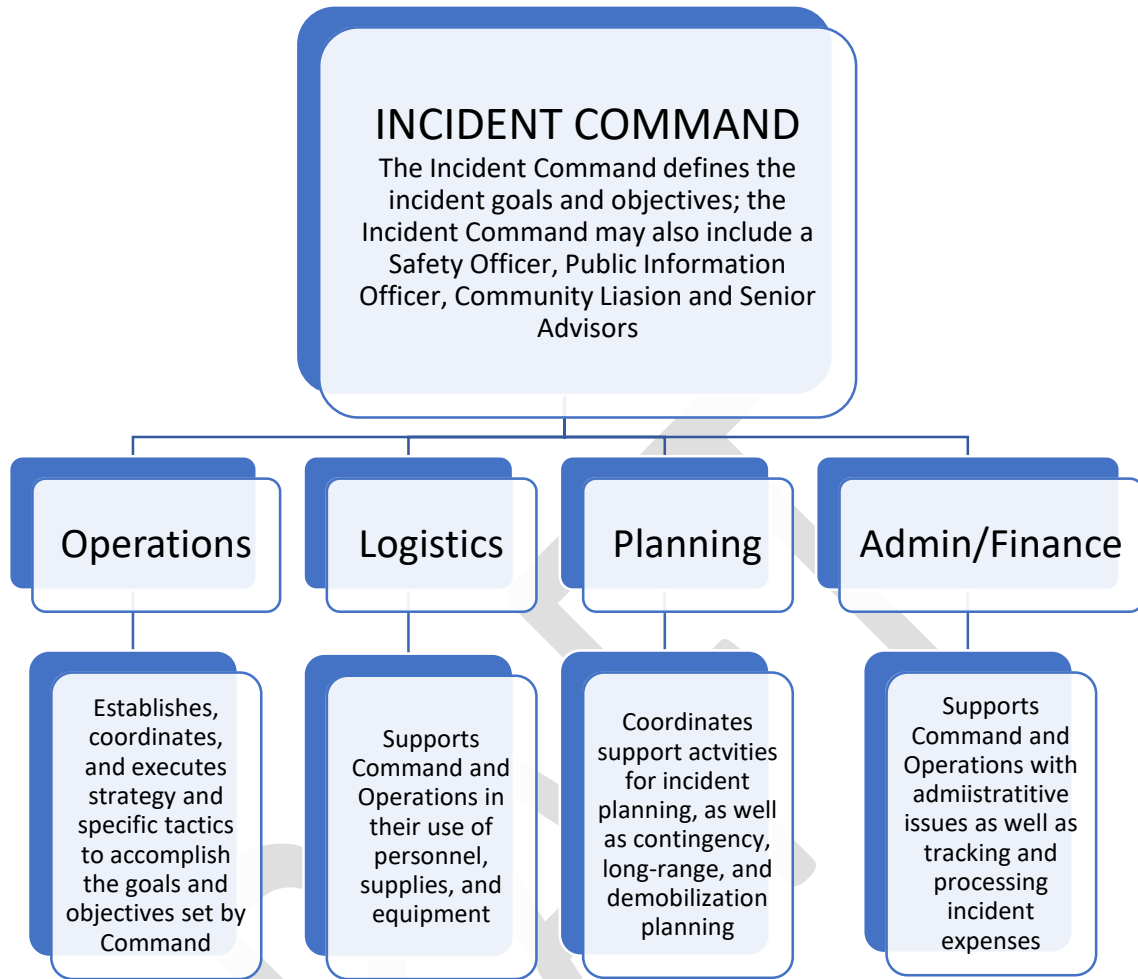 INCIDENT COMMAND
The Incident Command defines the
incident goals and objectives; the
Incident Command may also include a
Safety Officer, Public Information
Officer, Community Liasion and Senior
Advisors
Operations
Logistics
Planning
Admin/Finance
Establishes,
coordinates,
and executes
strategy and
specific tactics
to accomplish
the goals and
objectives set by
Command
Supports
Command and
Operations in
their use of
personnel,
supplies, and
equipment
Coordinates
support actvities
for incident
planning, as well
as contingency,
long-range, and
demobilization
planning
Supports
Command and
Operations with
admiistratitive
issues as well as
tracking and
processing
incident
expenses